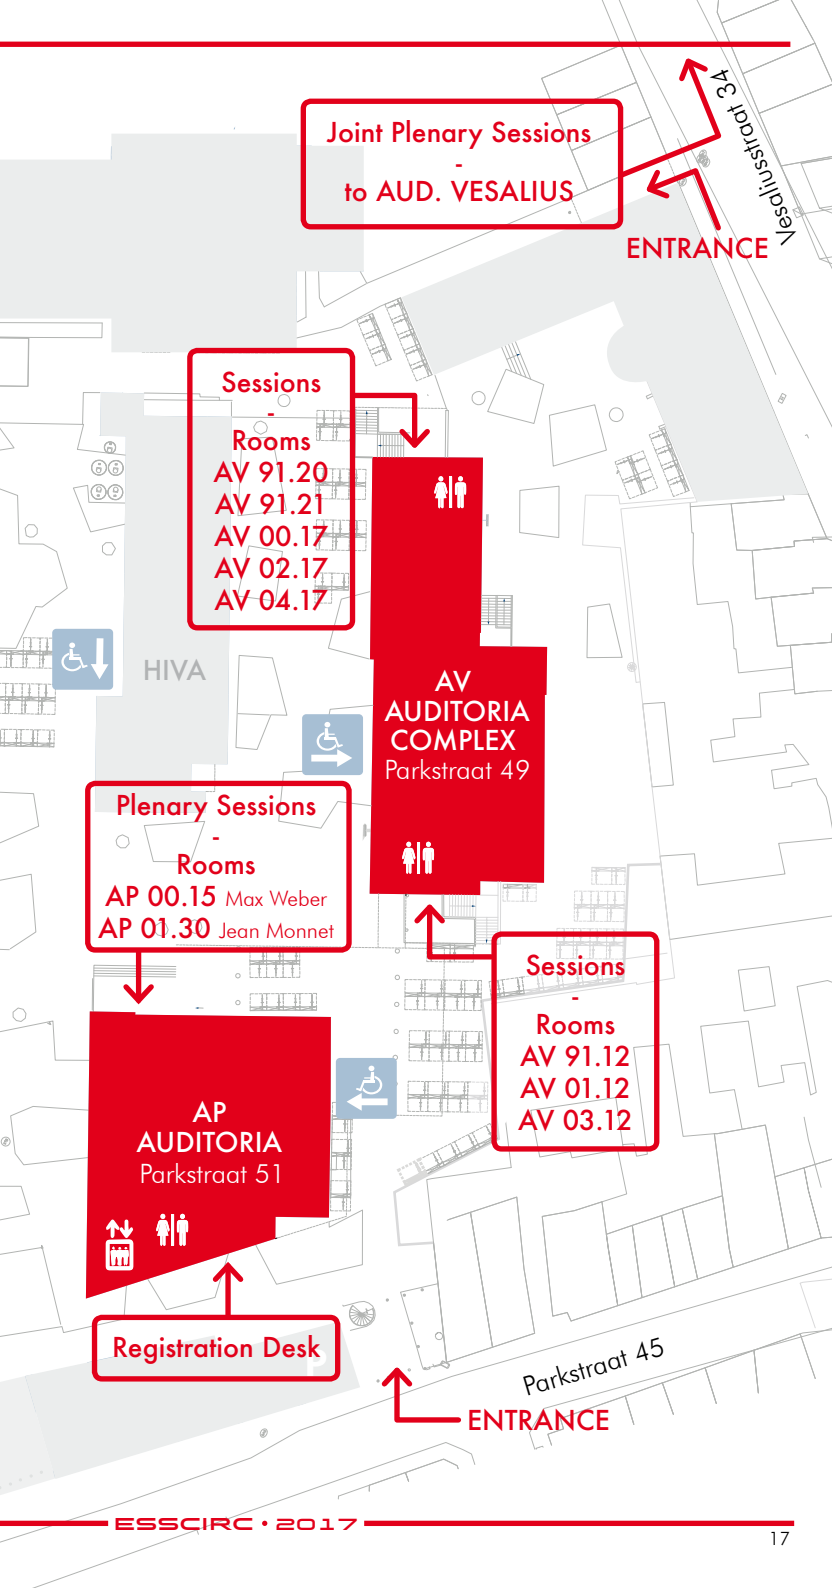 Joint Plenary Sessions
-
to AUD. VESALIUS
Vesaliusstraat 34
ENTRANCE
Sessions
-
Rooms
AV 91.20
AV 91.21
AV 00.17
AV 02.17
AV 04.17
HIVA
AV
AUDITORIA
COMPLEX
Parkstraat 49
Plenary Sessions
-
Rooms
AP 00.15 Max Weber
AP 01.30 Jean Monnet
Sessions
-
Rooms
AV 91.12
AV 01.12
AV 03.12
AP
AUDITORIA
Parkstraat 51
Registration Desk
P
Parkstraat 45
ENTRANCE
ESSCIRC • 2017
17